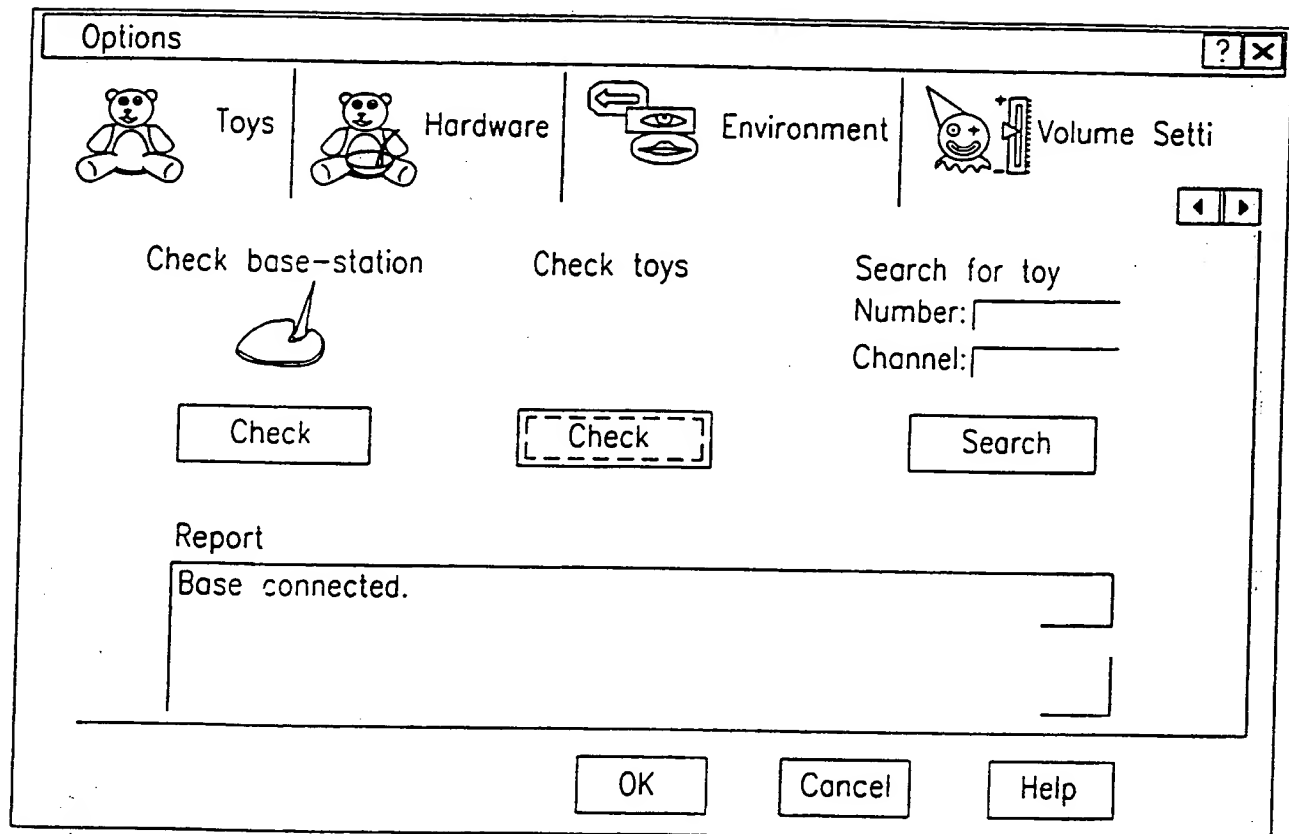 Options
? ×
Toys
Hardware
Environment
Volume Setti
Check base-station
Check toys
Search for toy
Number:
Channel:
Check
Check
Search
Report
Base connected.
OK
Cancel
Help